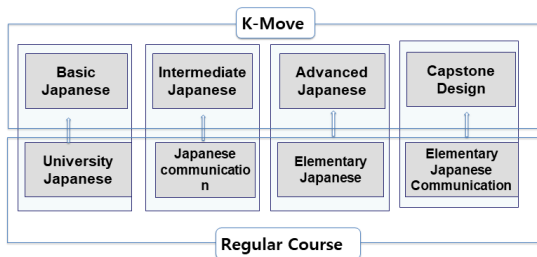 K-Move
Basic
Japanese
Intermediate
Japanese
Advanced
Japanese
Capstone
Design
University
Japanese
Japanese
communicatio
n
Elementary
Japanese
Elementary
Japanese
Communication
Regular Course